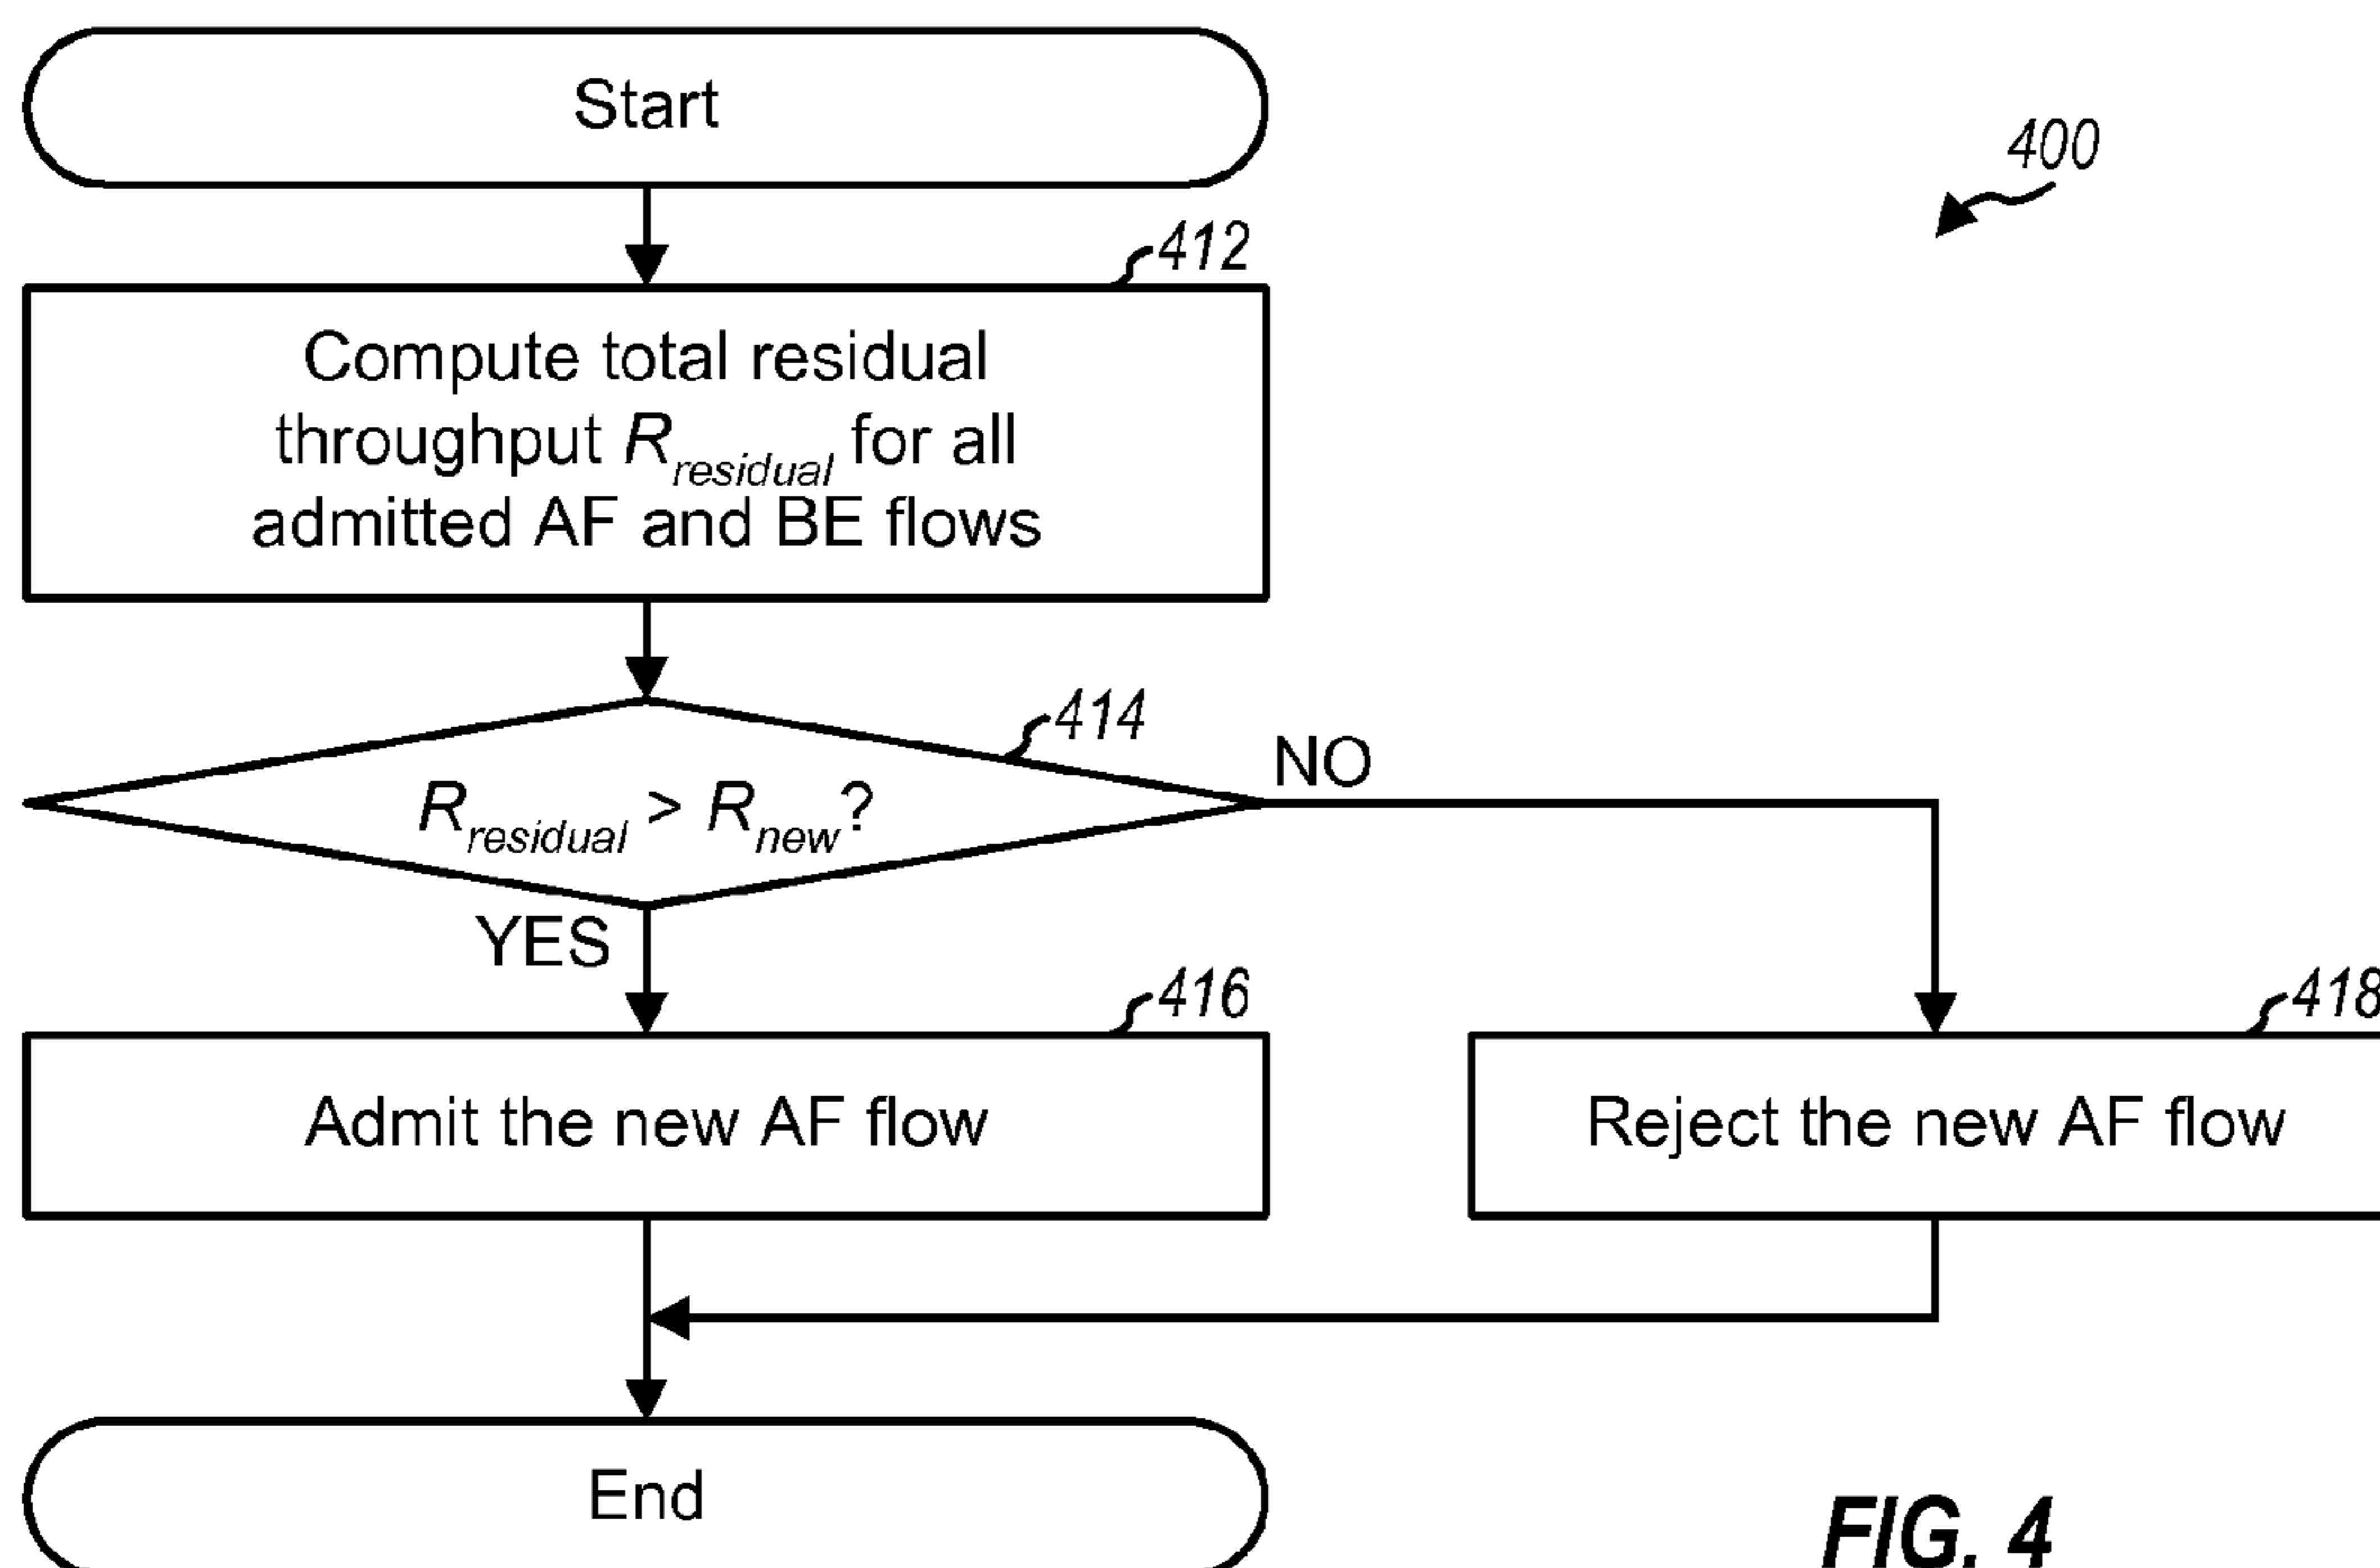 Start
400
412
Compute total residual
throughput R_residual for all
admitted AF and BE flows
414
NO
R_residual > R_new?
YES
416
Admit the new AF flow
418
Reject the new AF flow
End
FIG. 4